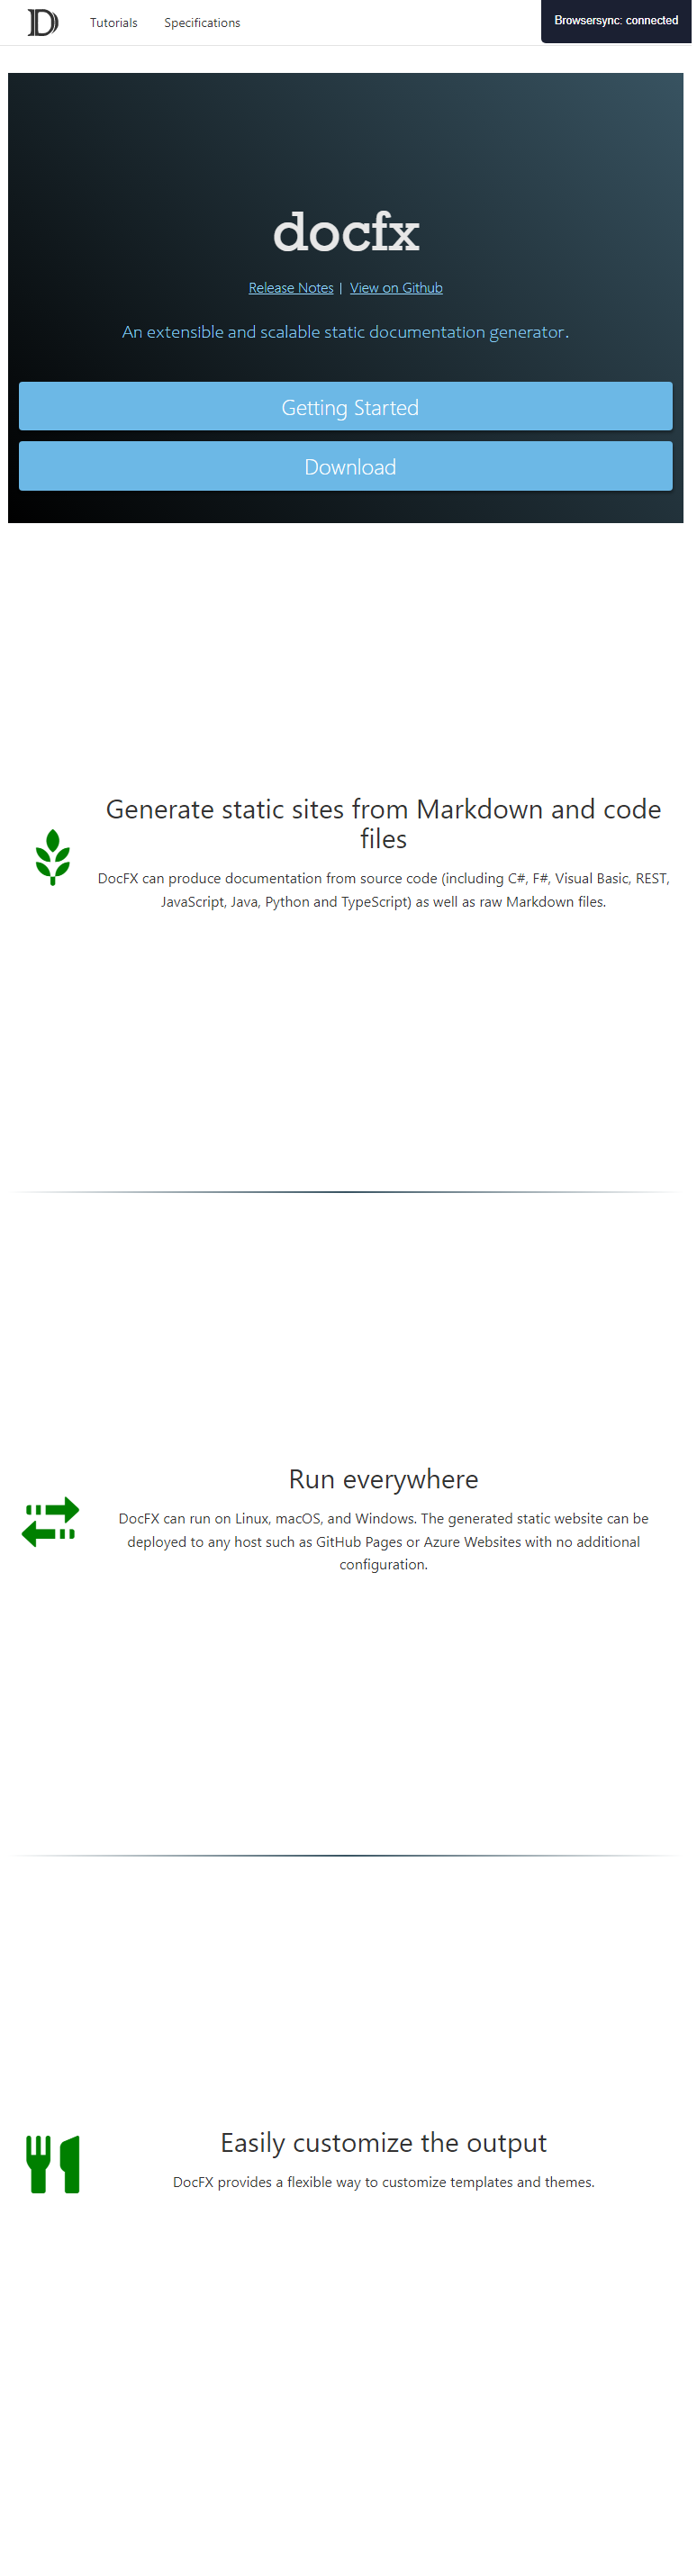 D Tutorials Specifications Browsersync: connected
docfx
Release Notes | View on Github
An extensible and scalable static documentation generator.
Getting Started
Download
Generate static sites from Markdown and code
files
DocFX can produce documentation from source code (including C#, F#, Visual Basic, REST,
JavaScript, Java, Python and TypeScript) as well as raw Markdown files.
Run everywhere
DocFX can run on Linux, macOS, and Windows. The generated static website can be
deployed to any host such as GitHub Pages or Azure Websites with no additional
configuration.
Easily customize the output
DocFX provides a flexible way to customize templates and themes.